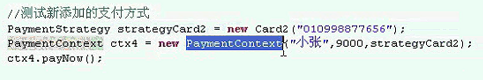 //测试新添加的支付方式
PaymentStrategy strategyCard2 = new Card2("010998877656");
PaymentContext ctx4 = new PaymentContext("小张",9000,strategyCard2);
ctx4.payNow();